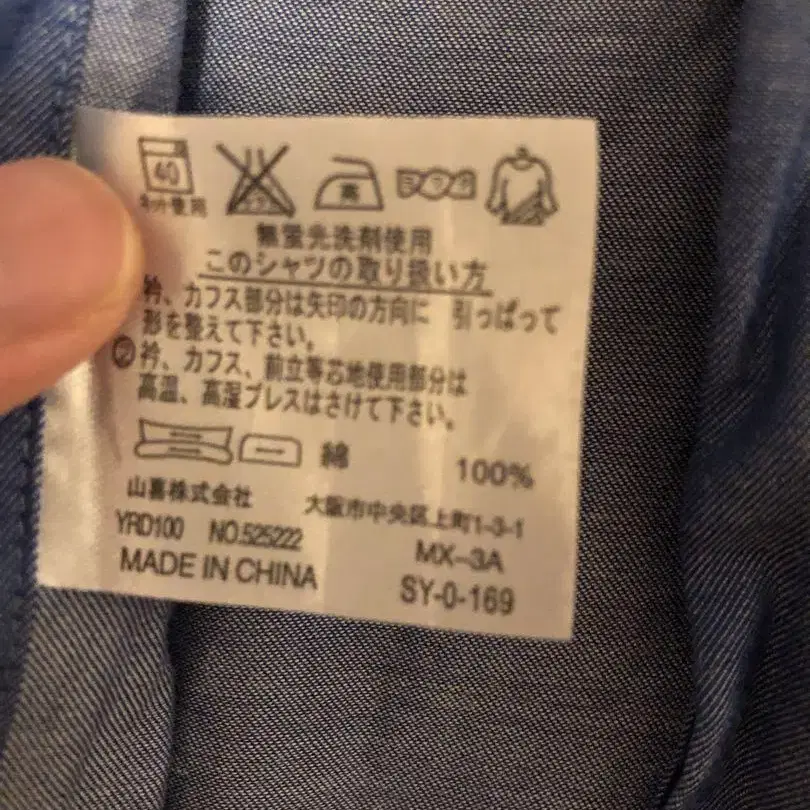 40
ネット使用
高
無蛍光洗剤使用
このシャツの取り扱い方
衿、カフス部分は矢印の方向に 引っぱって
形を整えて下さい。
衿、カフス、前立等芯地使用部分は
高温、高湿プレスはさけて下さい。
綿 100%
山喜株式会社 大阪市中央区上町1-3-1
YRD100 NO.525222 MX-3A
MADE IN CHINA SY-0-169